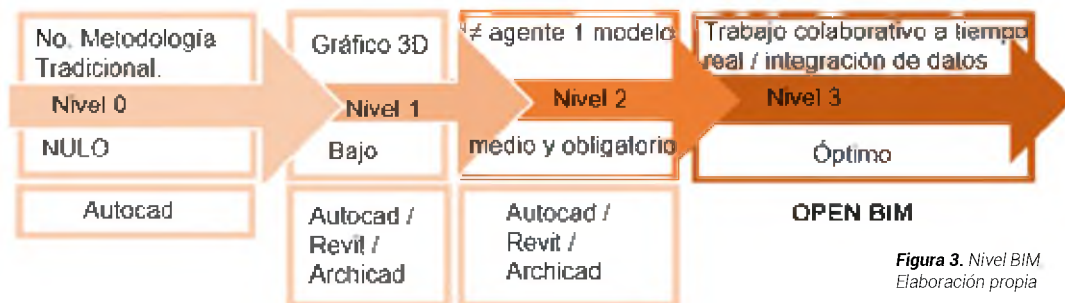 No. Metodología
Tradicional.
Nivel 0
NULO
Autocad
Gráfico 3D
Nivel 1
Bajo
Autocad /
Revit /
Archicad
≠ agente 1 modelo
Nivel 2
medio y obligatorio
Autocad /
Revit /
Archicad
Trabajo colaborativo a tiempo
real / integración de datos
Nivel 3
Óptimo
OPEN BIM
Figura 3. Nivel BIM
Elaboración propia